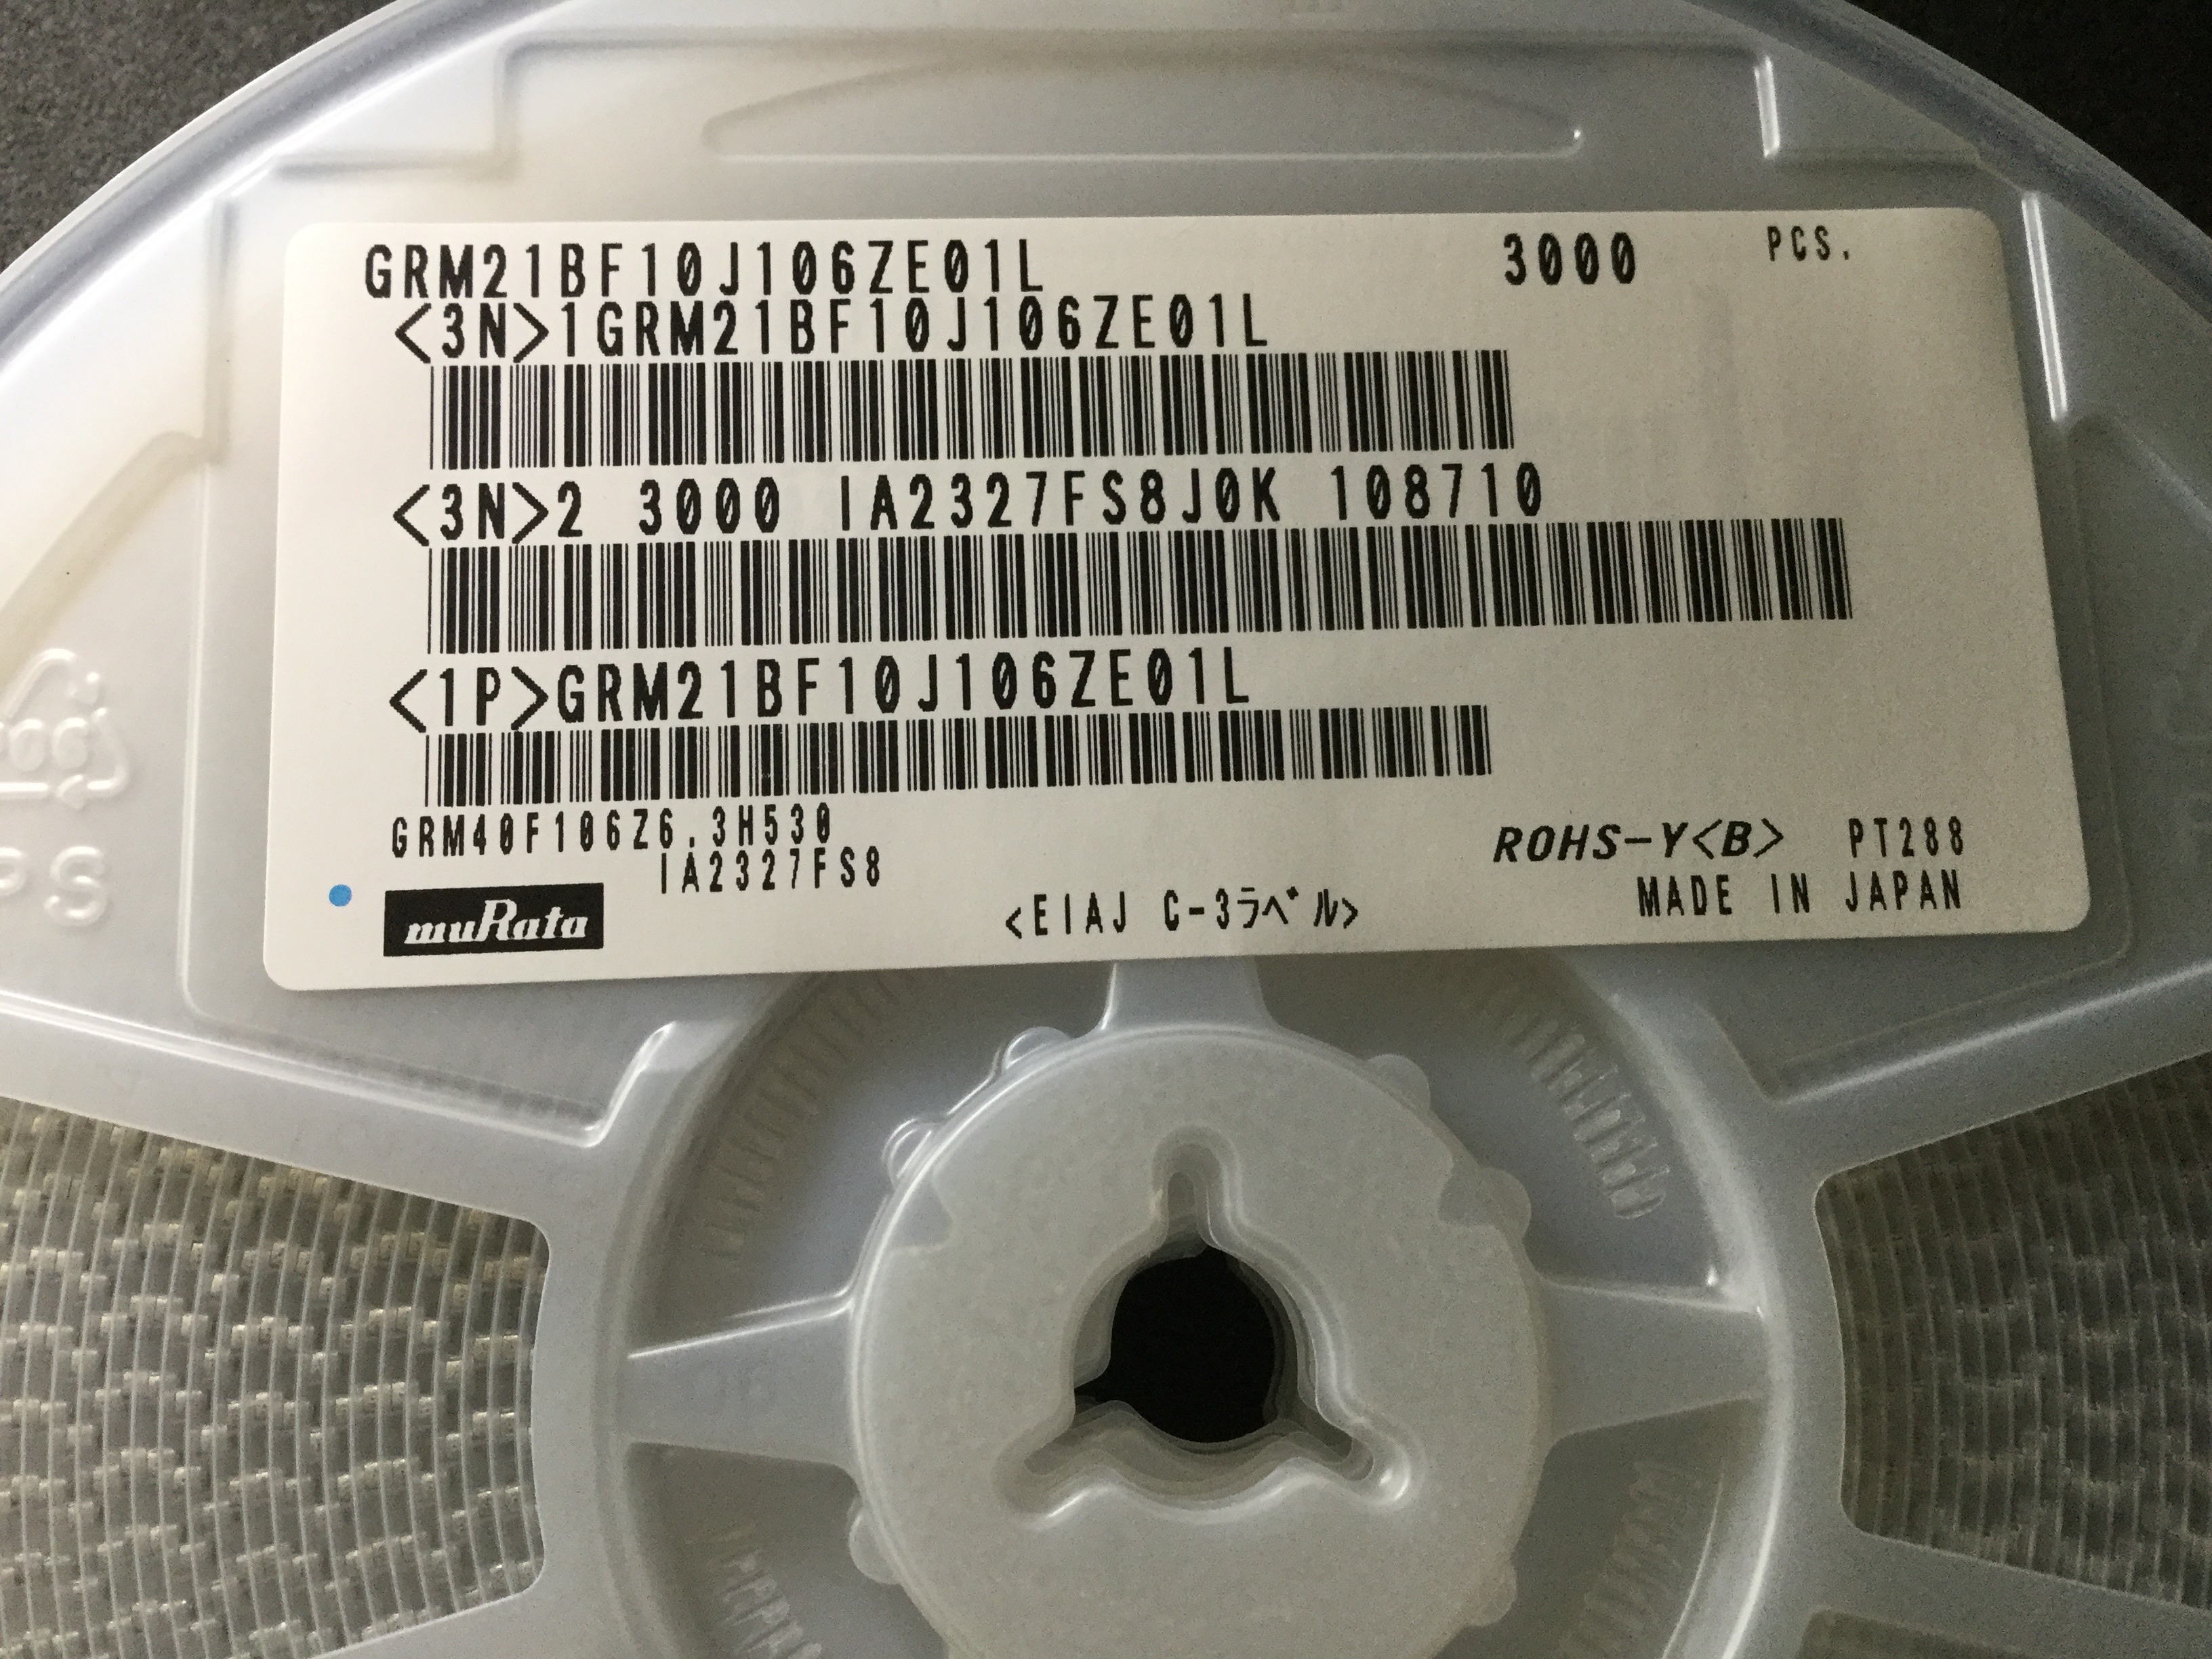 GRM21BF10J106ZE01L 3000 PCS.
<3N>1GRM21BF10J106ZE01L
<3N>2 3000 IA2327FS8J0K 108710
<1P>GRM21BF10J106ZE01L
GRM40F106Z6.3H530
IA2327FS8
ROHS-Y<B> PT288
muRata
<EIAJ C-3ラベル>
MADE IN JAPAN
PS